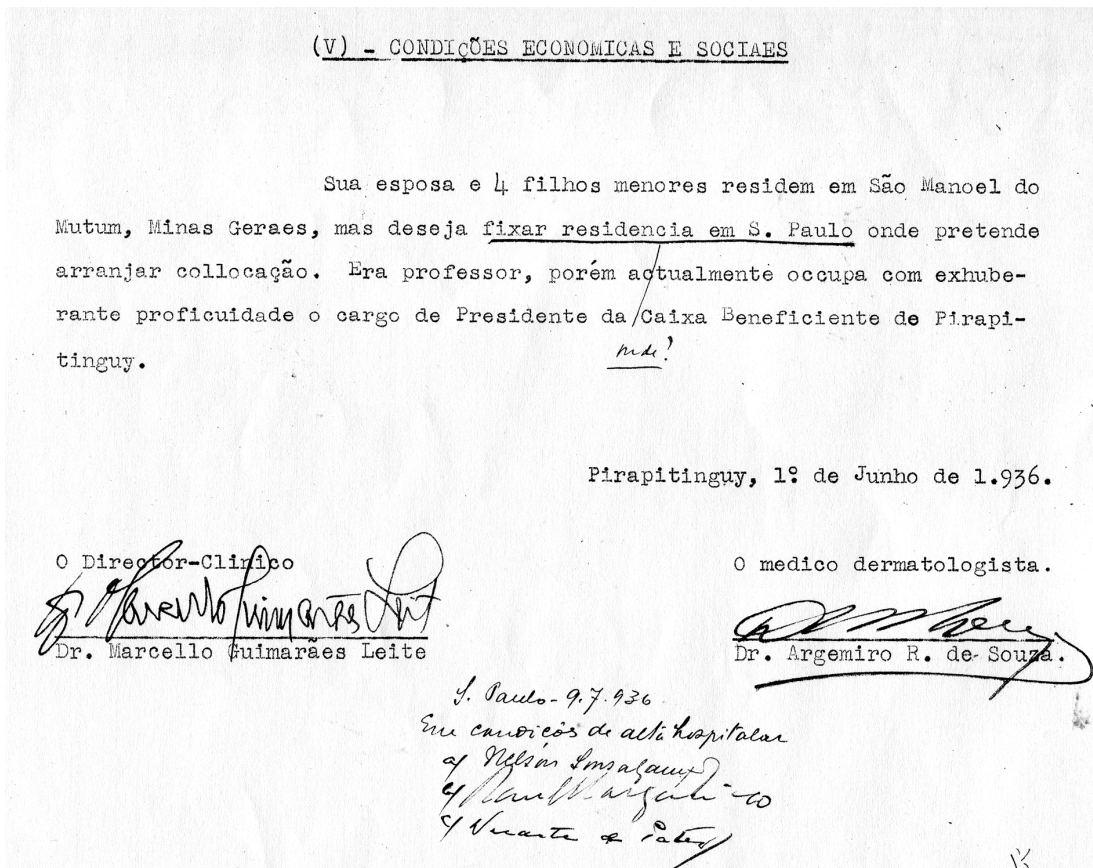 (V) - CONDIÇÕES ECONOMICAS E SOCIAES
Sua esposa e 4 filhos menores residem em São Manoel do
Mutum, Minas Geraes, mas deseja fixar residencia em S. Paulo onde pretende
arranjar collocação. Era professor, porém actualmente occupa com exhube-
rante proficuidade o cargo de Presidente da Caixa Beneficiente de Pirapi-
tinguy.
Pirapitinguy, 1º de Junho de 1.936.
O Director-Clinico
O medico dermatologista.
Dr. Marcello Guimarães Leite
Dr. Argemiro R. de Souza.
S. Paulo - 9.7.936
Em condicōs de alta hospitalar
a) Nelson